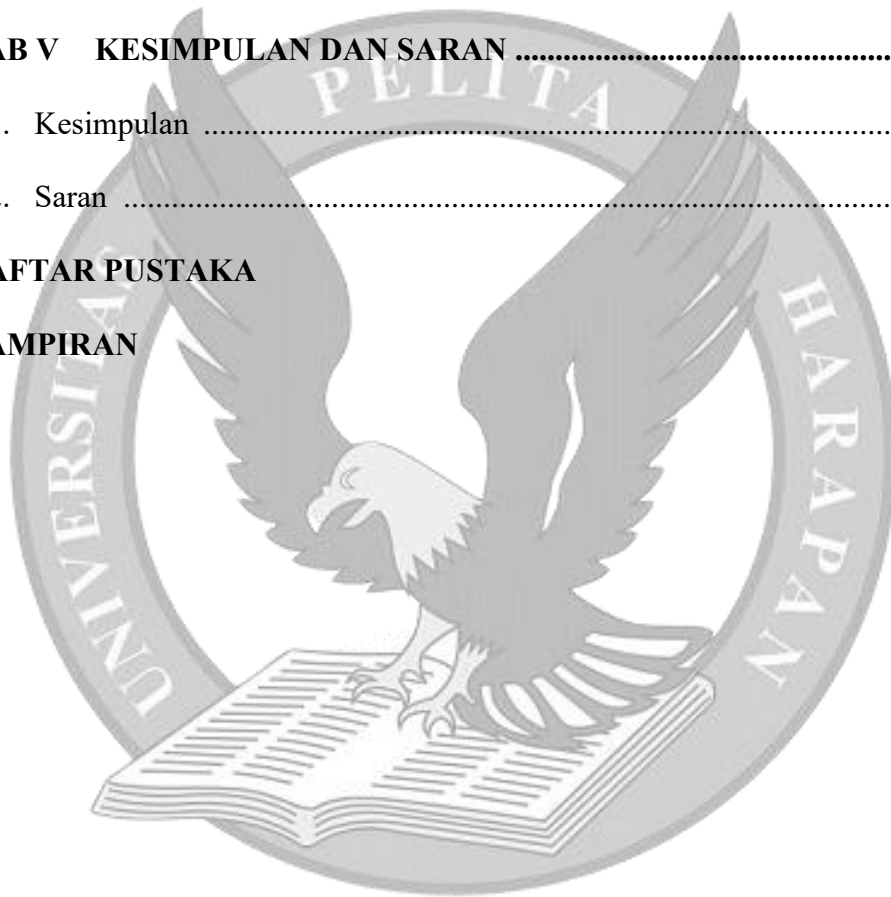 AB V KESIMPULAN DAN SARAN ........................................
. Kesimpulan ........................................................................
. Saran ................................................................................
AFTAR PUSTAKA
AMPIRAN
UNIVERSITAS PELITA HARAPAN